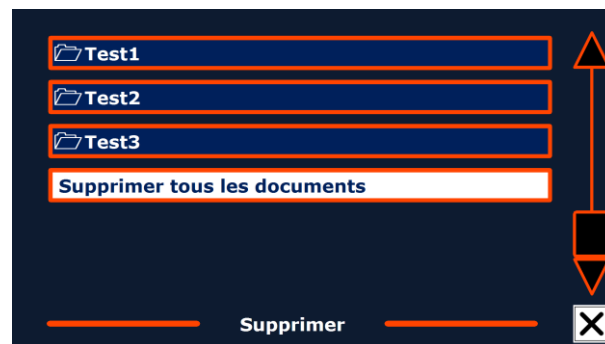 Test1
Test2
Test3
Supprimer tous les documents
Supprimer